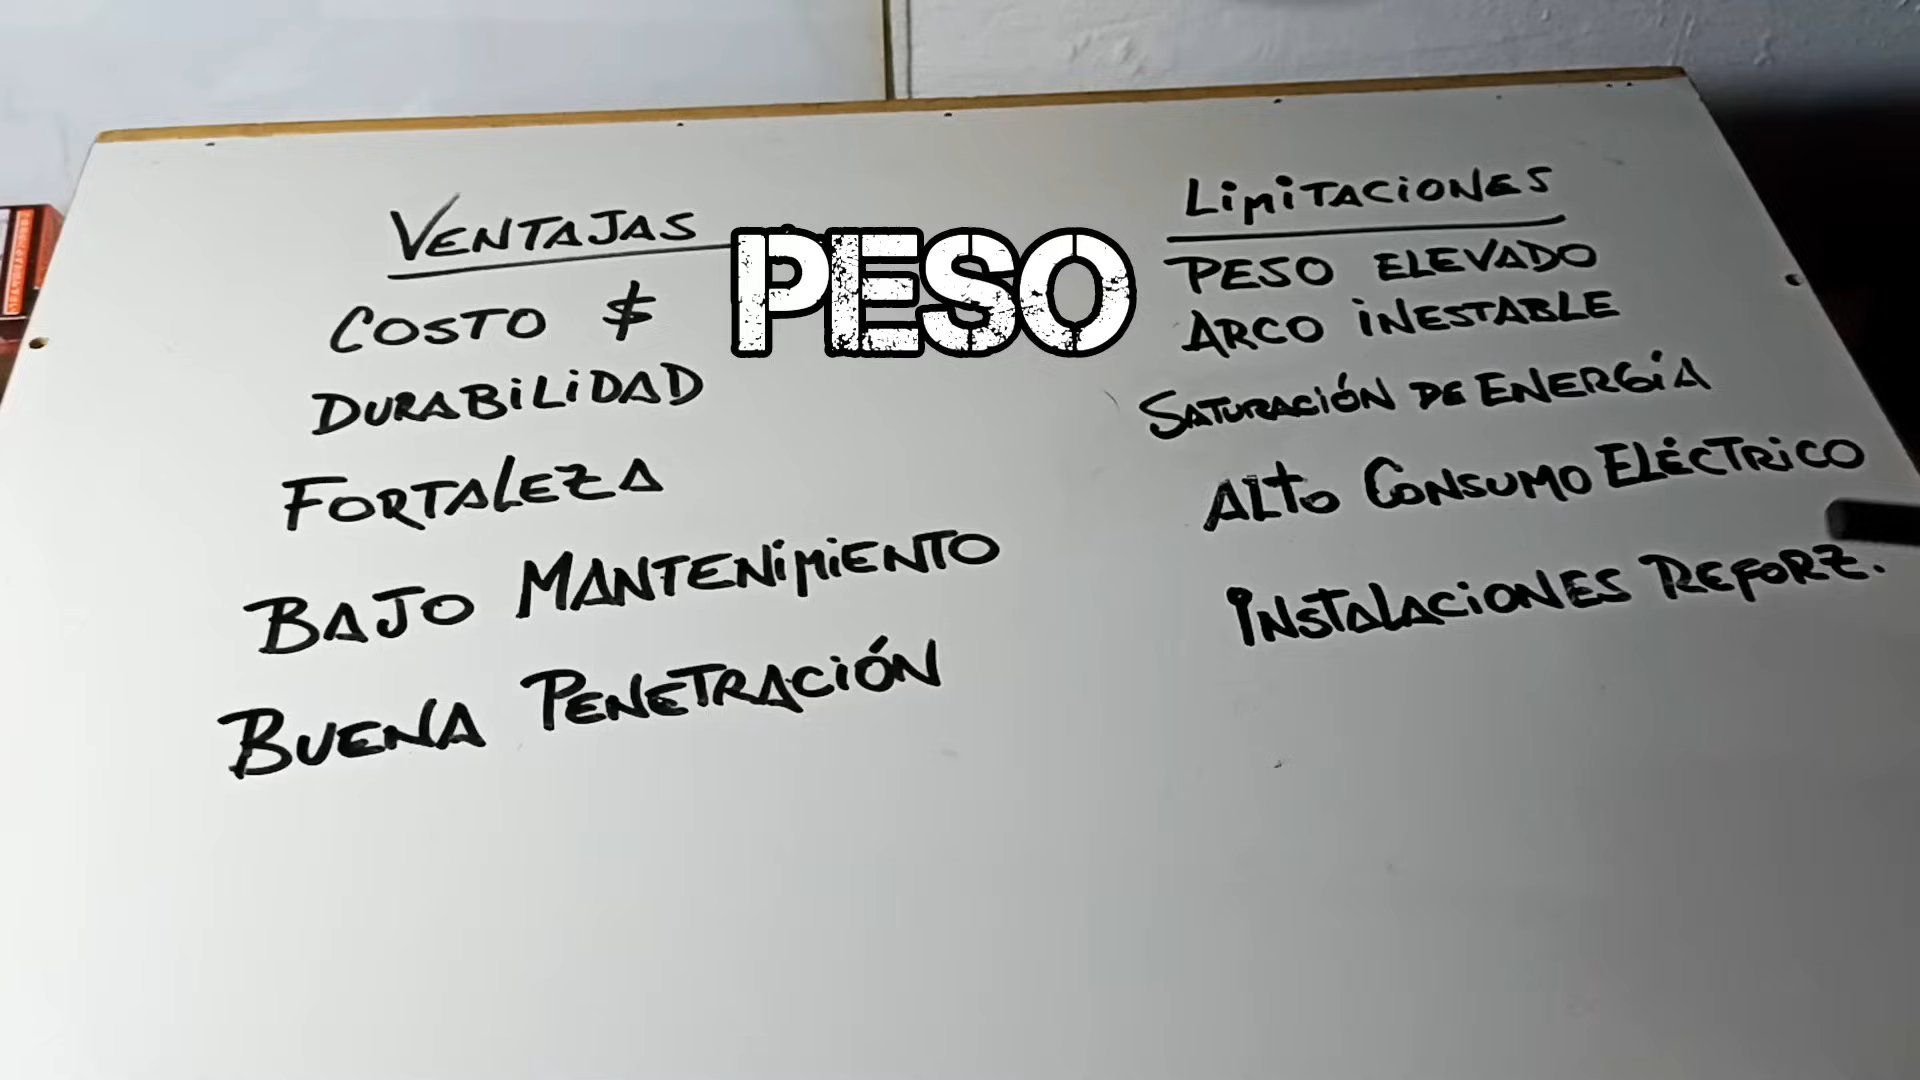 VENTAJAS
COSTO $
DURABILIDAD
FORTALEZA
BAJO MANTENIMIENTO
BUENA PENETRACIÓN
PESO
LIMITACIONES
PESO ELEVADO
ARCO INESTABLE
SATURACIÓN DE ENERGÍA
ALTO CONSUMO ELÉCTRICO
INSTALACIONES REFORZ.